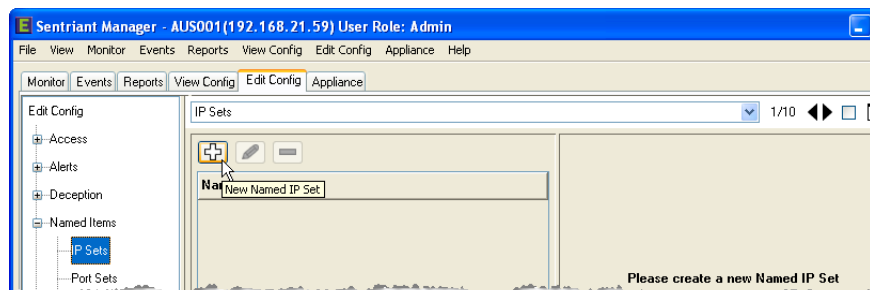 E Sentriant Manager - AUS001(192.168.21.59) User Role: Admin
File View Monitor Events Reports View Config Edit Config Appliance Help
Monitor Events Reports View Config Edit Config Appliance
Edit Config
IP Sets
1/10
Access
Alerts
New Named IP Set
Deception
Named Items
IP Sets
Port Sets
Please create a new Named IP Set